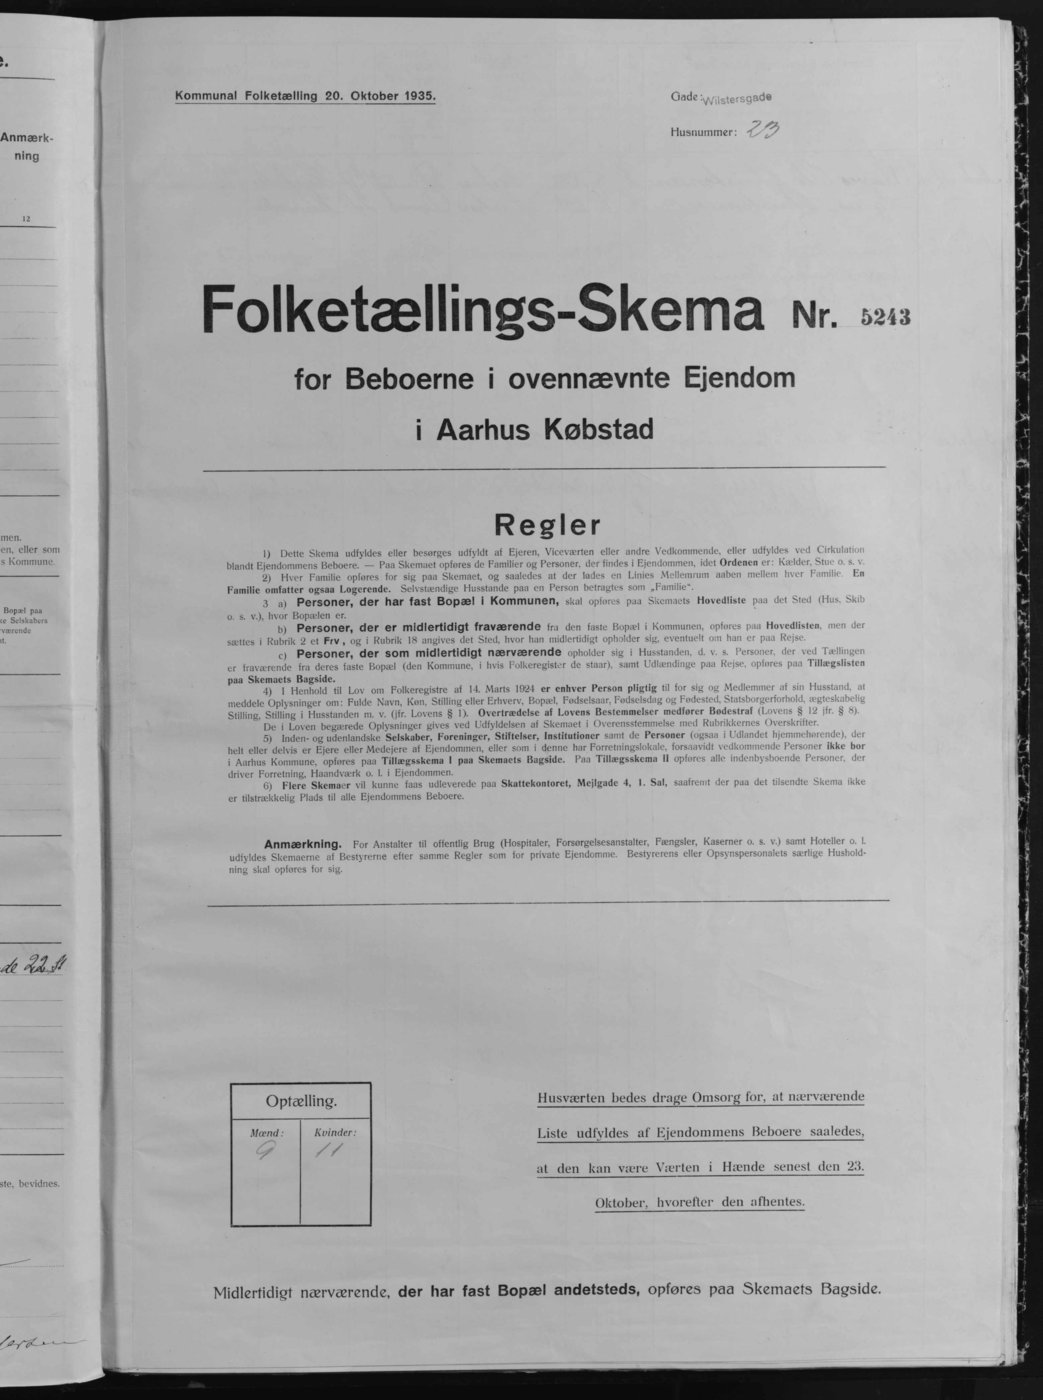 Anmærk-
ning
12
men.
en, eller som
s Kommune
Bopæl paa
ke Selskabers
værende
de 22 St
ste, bevidnes.
Kommunal Folketælling 20. Oktober 1935.
Gade: Wilstersgade
Husnummer: 23
Folketællings-Skema Nr. 5243
for Beboerne i ovennævnte Ejendom
i Aarhus Købstad
Regler
1) Dette Skema udfyldes eller besørges udfyldt af Ejeren, Viceværten eller andre Vedkommende, eller udfyldes ved Cirkulation
blandt Ejendommens Beboere. — Paa Skemaet opføres de Familier og Personer, der findes i Ejendommen, idet Ordenen er: Kælder, Stue o. s. v.
2) Hver Familie opføres for sig paa Skemaet, og saaledes at der lades en Linies Mellemrum aaben mellem hver Familie. En
Familie omfatter ogsaa Logerende. Selvstændige Husstande paa en Person betragtes som „Familie“.
3 a) Personer, der har fast Bopæl i Kommunen, skal opføres paa Skemaets Hovedliste paa det Sted (Hus, Skib
o. s. v.), hvor Bopælen er.
b) Personer, der er midlertidigt fraværende fra den faste Bopæl i Kommunen, opføres paa Hovedlisten, men der
sættes i Rubrik 2 et Frv, og i Rubrik 18 angives det Sted, hvor han midlertidigt opholder sig, eventuelt om han er paa Rejse.
c) Personer, der som midlertidigt nærværende opholder sig i Husstanden, d. v. s. Personer, der ved Tællingen
er fraværende fra deres faste Bopæl (den Kommune, i hvis Folkeregister de staar), samt Udlændinge paa Rejse, opføres paa Tillægslisten
paa Skemaets Bagside.
4) I Henhold til Lov om Folkeregistre af 14. Marts 1924 er enhver Person pligtig til for sig og Medlemmer af sin Husstand, at
meddele Oplysninger om: Fulde Navn, Køn, Stilling eller Erhverv, Bopæl, Fødselsaar, Fødselsdag og Fødested, Statsborgerforhold, ægteskabelig
Stilling, Stilling i Husstanden m. v. (jfr. Lovens § 1). Overtrædelse af Lovens Bestemmelser medfører Bødestraf (Lovens § 12 jfr. § 8).
De i Loven begærede Oplysninger gives ved Udfyldelsen af Skemaet i Overensstemmelse med Rubrikkernes Overskrifter.
5) Inden- og udenlandske Selskaber, Foreninger, Stiftelser, Institutioner samt de Personer (ogsaa i Udlandet hjemmehørende), der
helt eller delvis er Ejere eller Medejere af Ejendommen, eller som i denne har Forretningslokale, forsaavidt vedkommende Personer ikke bor
i Aarhus Kommune, opføres paa Tillægsskema I paa Skemaets Bagside. Paa Tillægsskema II opføres alle indenbysboende Personer, der
driver Forretning, Haandværk o. l. i Ejendommen.
6) Flere Skemaer vil kunne faas udleverede paa Skattekontoret, Mejlgade 4, 1. Sal, saafremt der paa det tilsendte Skema ikke
er tilstrækkelig Plads til alle Ejendommens Beboere.
Anmærkning. For Anstalter til offentlig Brug (Hospitaler, Forsørgelsesanstalter, Fængsler, Kaserner o. s. v.) samt Hoteller o. l.
udfyldes Skemaerne af Bestyrerne efter samme Regler som for private Ejendomme. Bestyrerens eller Opsynspersonalets særlige Hushold-
ning skal opføres for sig.
Optælling.
Mænd: Kvinder:
9 11
Husværten bedes drage Omsorg for, at nærværende
Liste udfyldes af Ejendommens Beboere saaledes,
at den kan være Værten i Hænde senest den 23.
Oktober, hvorefter den afhentes.
Midlertidigt nærværende, der har fast Bopæl andetsteds, opføres paa Skemaets Bagside.